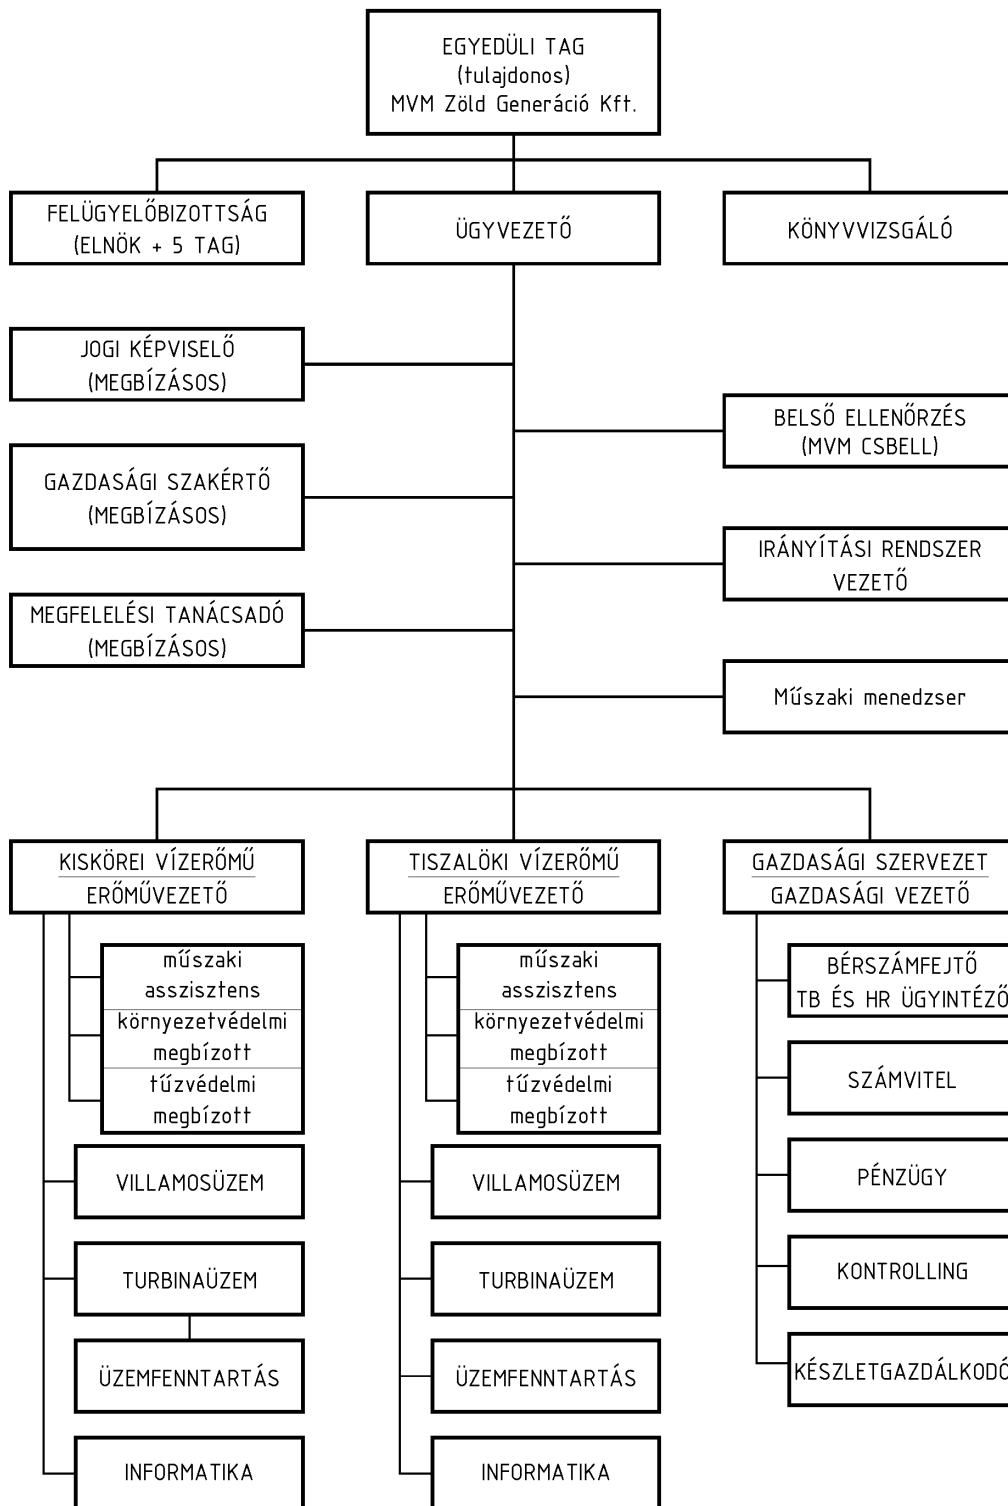 EGYEDÜLI TAG
(tulajdonos)
MVM Zöld Generáció Kft.
FELÜGYELŐBIZOTTSÁG
(ELNÖK + 5 TAG)
ÜGYVEZETŐ
KÖNYVVIZSGÁLÓ
JOGI KÉPVISELŐ
(MEGBÍZÁSOS)
BELSŐ ELLENŐRZÉS
(MVM CSBELL)
GAZDASÁGI SZAKÉRTŐ
(MEGBÍZÁSOS)
IRÁNYÍTÁSI RENDSZER
VEZETŐ
MEGFELELÉSI TANÁCSADÓ
(MEGBÍZÁSOS)
Műszaki menedzser
KISKÖREI VÍZERŐMŰ
ERŐMŰVEZETŐ
műszaki
asszisztens
környezetvédelmi
megbízott
tűzvédelmi
megbízott
VILLAMOSÜZEM
TURBINAÜZEM
ÜZEMFENNTARTÁS
INFORMATIKA
TISZALÖKI VÍZERŐMŰ
ERŐMŰVEZETŐ
műszaki
asszisztens
környezetvédelmi
megbízott
tűzvédelmi
megbízott
VILLAMOSÜZEM
TURBINAÜZEM
ÜZEMFENNTARTÁS
INFORMATIKA
GAZDASÁGI SZERVEZET
GAZDASÁGI VEZETŐ
BÉRSZÁMFEJTŐ
TB ÉS HR ÜGYINTÉZŐ
SZÁMVITEL
PÉNZÜGY
KONTROLLING
KÉSZLETGAZDÁLKODÓ